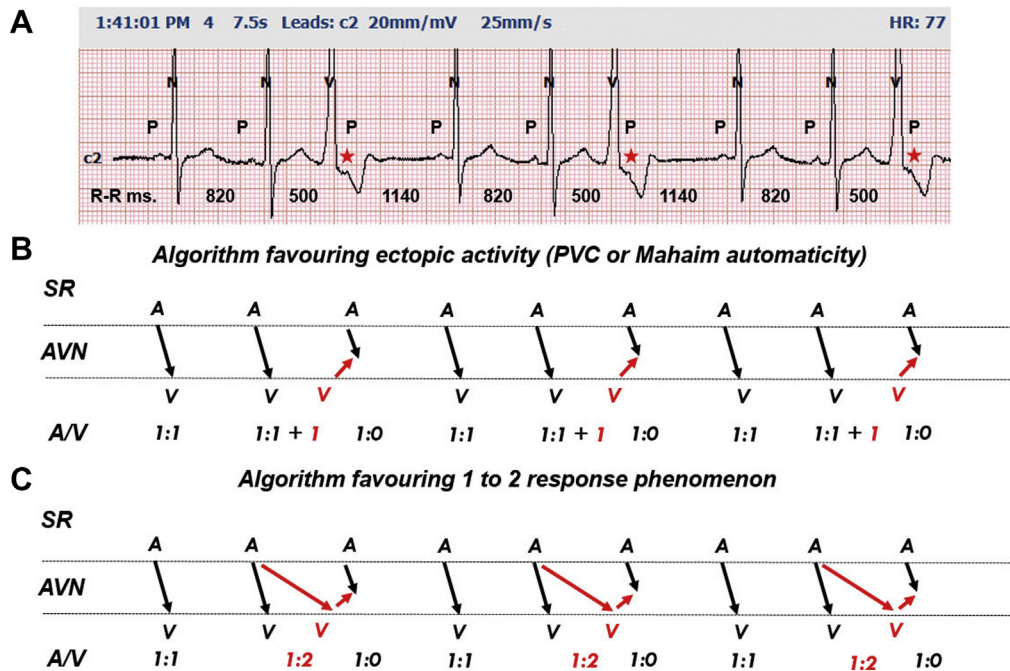 A
1:41:01 PM 4 7.5s Leads: c2 20mm/mV 25mm/s HR: 77
N N V N N V N N V
P P P P P P P P P
c2
R-R ms. 820 500 1140 820 500 1140 820 500
B
Algorithm favouring ectopic activity (PVC or Mahaim automaticity)
SR
A A A A A A A A A
AVN
V V V V V V V V V
A/V 1:1 1:1 + 1 1:0 1:1 1:1 + 1 1:0 1:1 1:1 + 1 1:0
C
Algorithm favouring 1 to 2 response phenomenon
SR
A A A A A A A A A
AVN
V V V V V V V V V
A/V 1:1 1:2 1:0 1:1 1:2 1:0 1:1 1:2 1:0